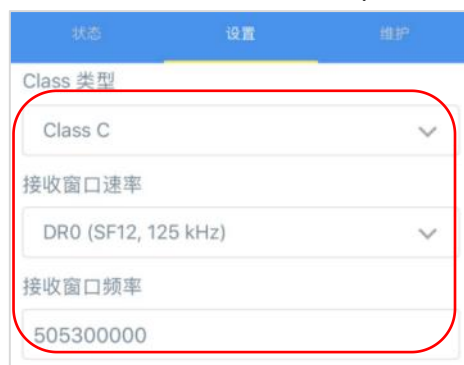 状态 设置 维护
Class 类型
Class C
接收窗口速率
DR0 (SF12, 125 kHz)
接收窗口频率
505300000